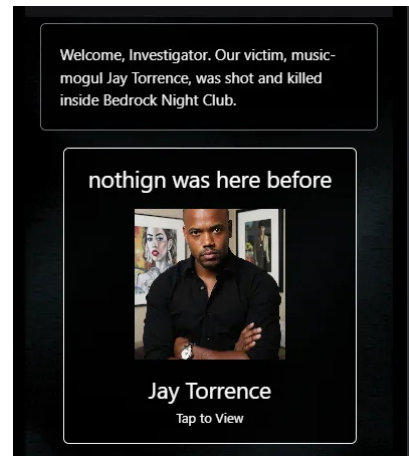 Welcome, Investigator. Our victim, music-
mogul Jay Torrence, was shot and killed
inside Bedrock Night Club.
nothign was here before
Jay Torrence
Tap to View